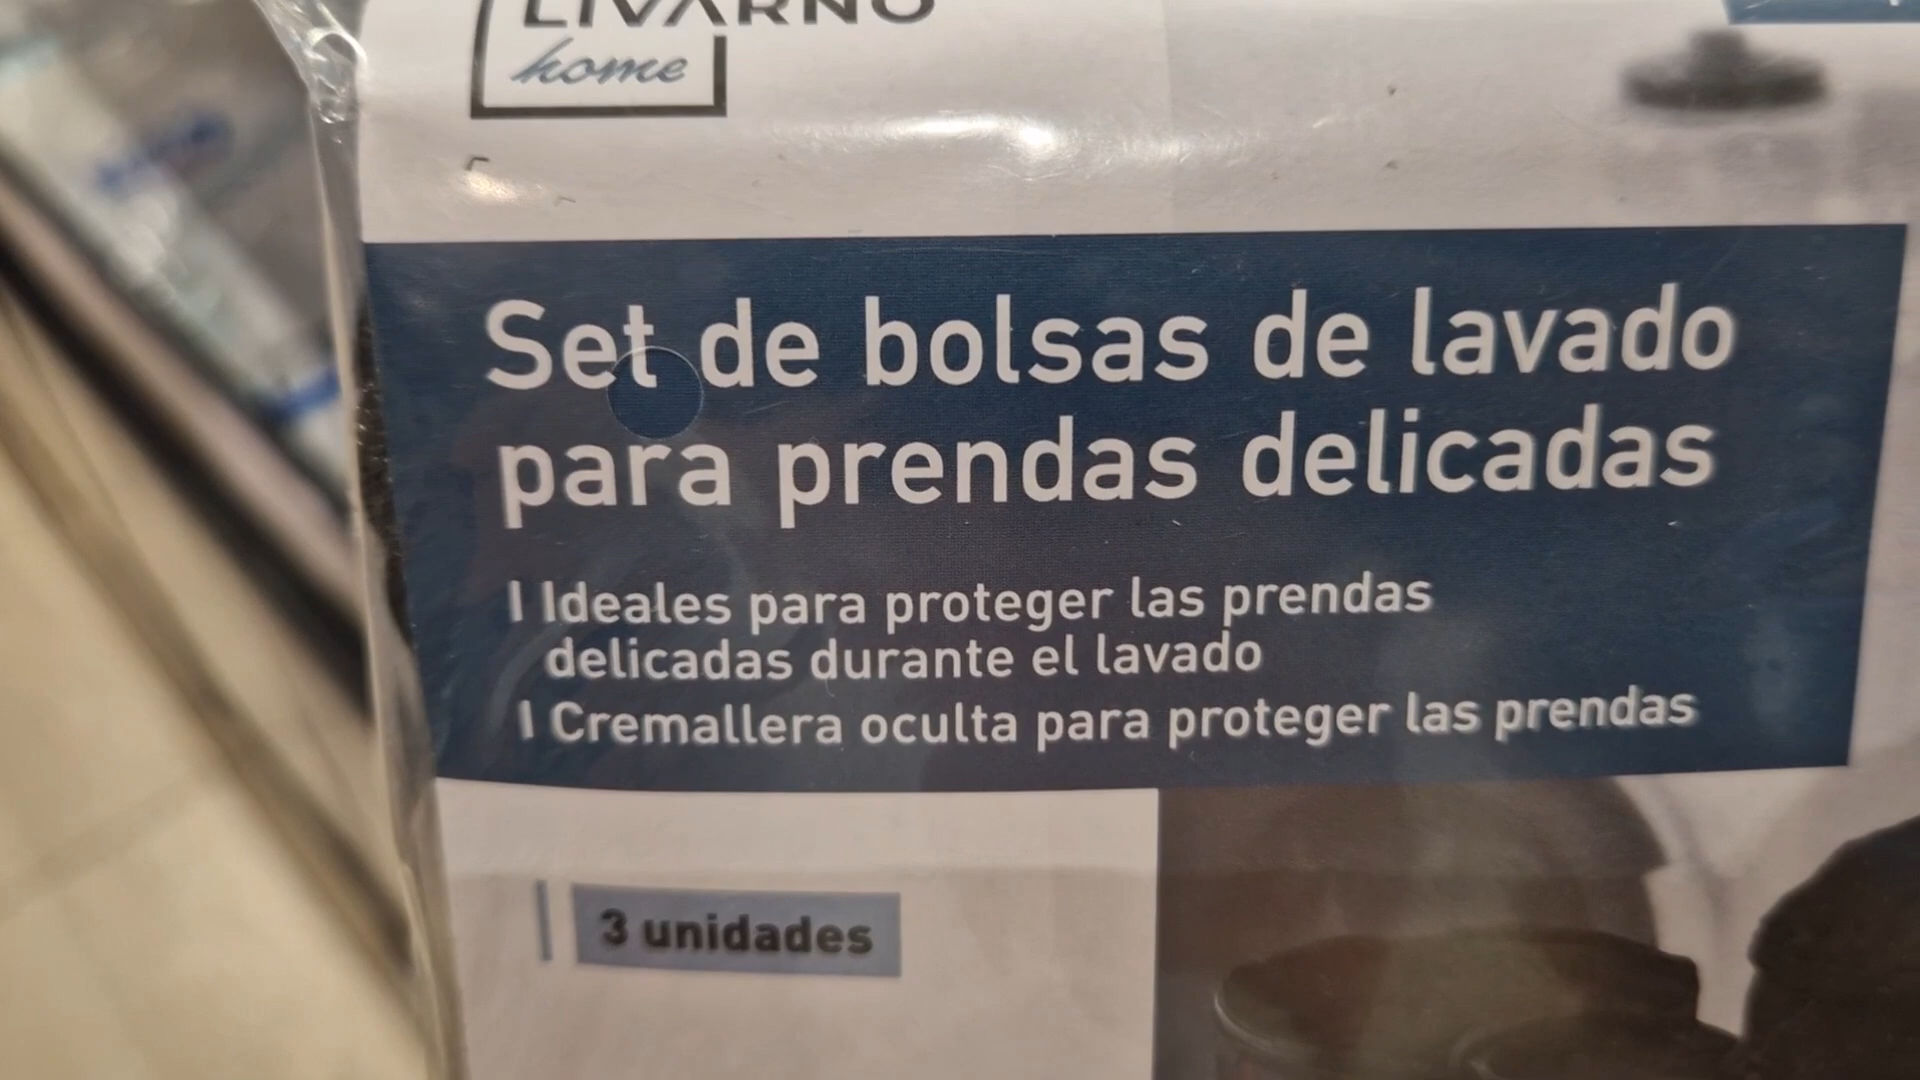 LIVARNO
home
Set de bolsas de lavado
para prendas delicadas
| Ideales para proteger las prendas
delicadas durante el lavado
| Cremallera oculta para proteger las prendas
3 unidades